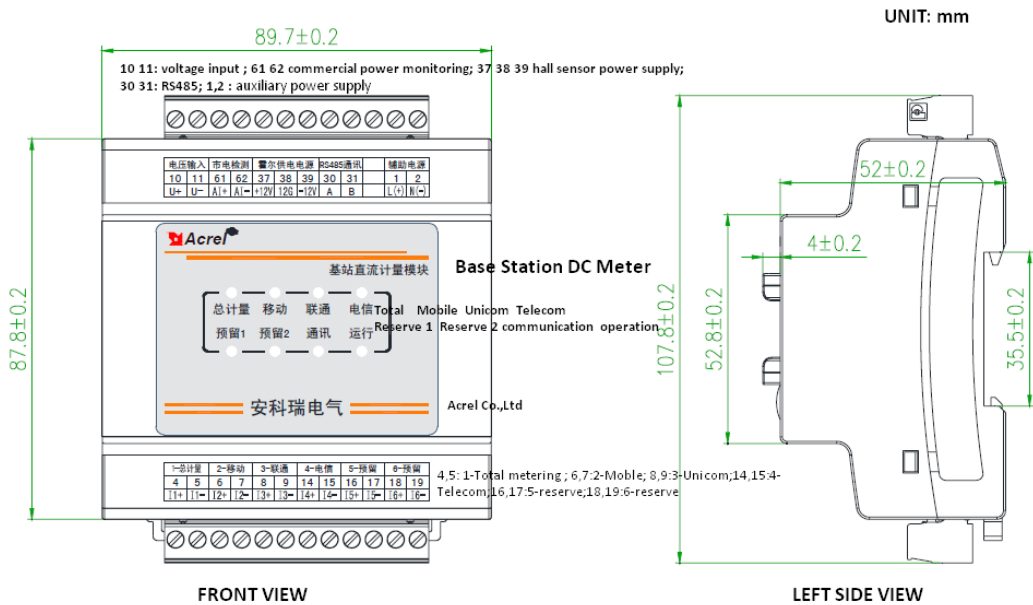 UNIT: mm
89.7±0.2
10 11: voltage input ; 61 62 commercial power monitoring; 37 38 39 hall sensor power supply;
30 31: RS485; 1,2 : auxiliary power supply
电压输入 市电检测 霍尔供电电源 RS485通讯 辅助电源
10 11 61 62 37 38 39 30 31 1 2
U+ U- AI+ AI- +12V 12G -12V A B L(+) N(-)
52±0.2
Acrel
4±0.2
基站直流计量模块
Base Station DC Meter
总计量 移动 联通 电信
Total Mobile Unicom Telecom
预留1 预留2 通讯 运行
Reserve 1 Reserve 2 communication operation
87.8±0.2
107.8±0.2
52.8±0.2
35.5±0.2
安科瑞电气
Acrel Co.,Ltd
1-总计量 2-移动 3-联通 4-电信 5-预留 6-预留
4 5 6 7 8 9 14 15 16 17 18 19
I1+ I1- I2+ I2- I3+ I3- I4+ I4- I5+ I5- I6+ I6-
4,5: 1-Total metering ; 6,7:2-Moble; 8,9:3-Unicom;14,15:4-
Telecom;16,17:5-reserve;18,19:6-reserve
FRONT VIEW
LEFT SIDE VIEW